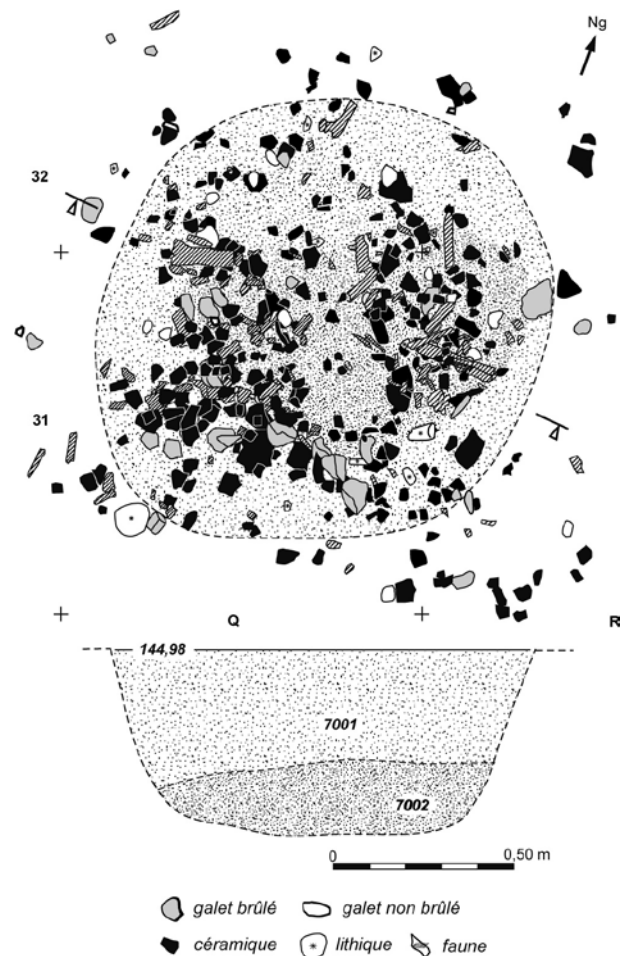 Ng
32
31
Q
R
144,98
7001
7002
0 0,50 m
galet brûlé galet non brûlé
céramique lithique faune